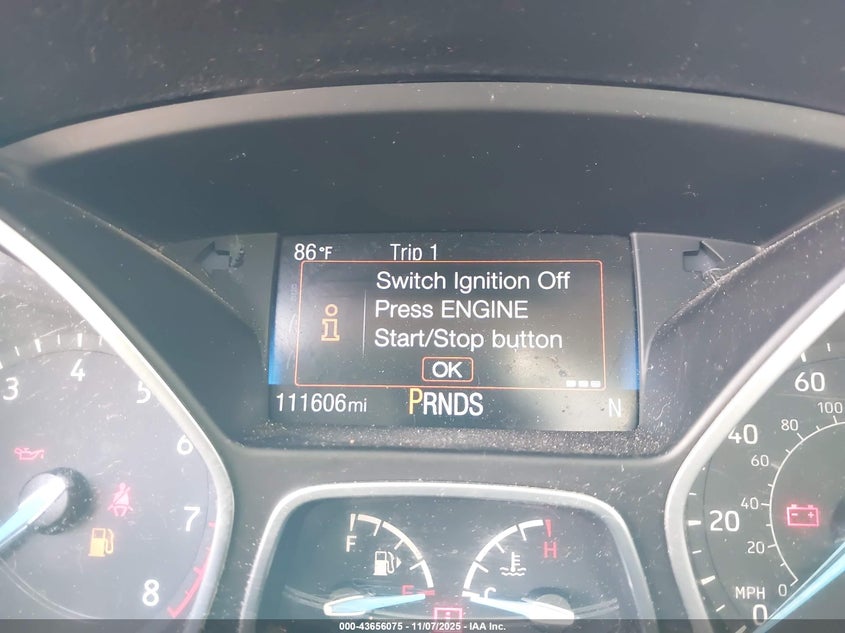 86°F Trip 1
Switch Ignition Off
Press ENGINE
Start/Stop button
OK
111606mi PRNDS N
3 4 5 6 7 8
F E
H C
60
40
20
0
MPH
100
80
60
40
20
0
000-43656075 - 11/07/2025 - IAA Inc.